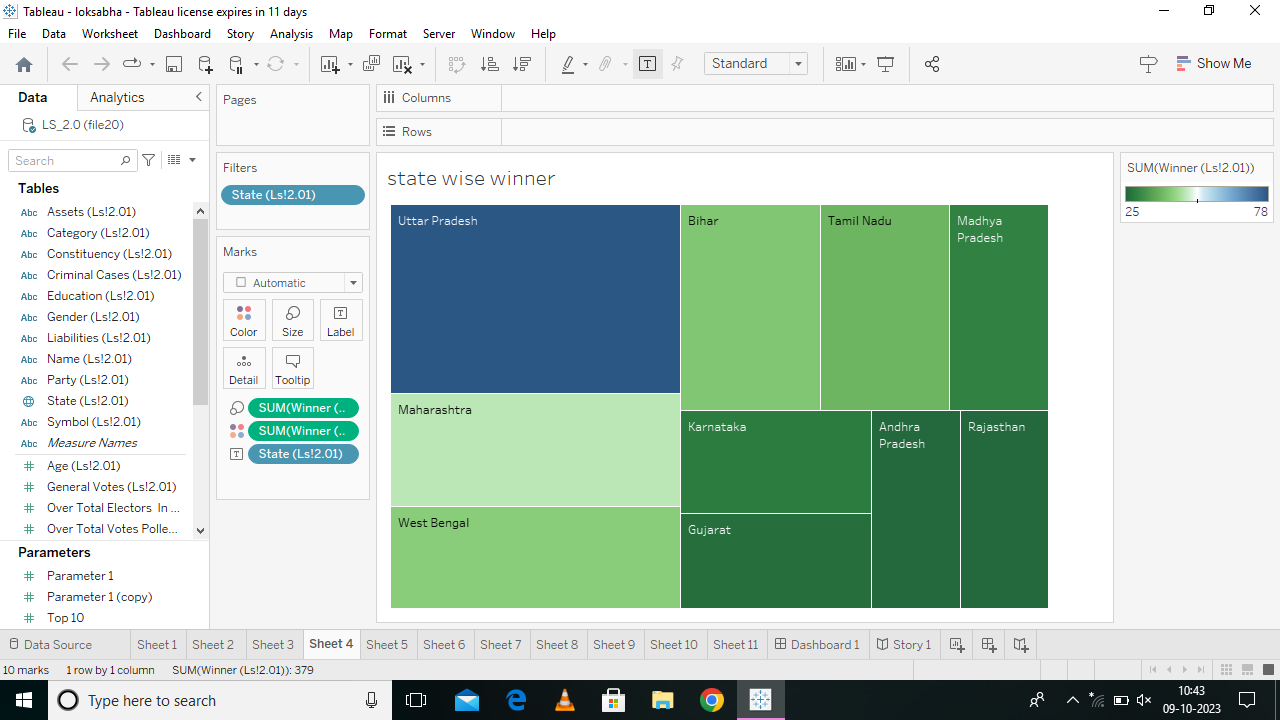 Tableau - loksabha - Tableau license expires in 11 days
File Data Worksheet Dashboard Story Analysis Map Format Server Window Help
Standard
Show Me
Data Analytics
LS_2.0 (file20)
Search
Tables
Abc Assets (Ls!2.01)
Abc Category (Ls!2.01)
Abc Constituency (Ls!2.01)
Abc Criminal Cases (Ls!2.01)
Abc Education (Ls!2.01)
Abc Gender (Ls!2.01)
Abc Liabilities (Ls!2.01)
Abc Name (Ls!2.01)
Abc Party (Ls!2.01)
State (Ls!2.01)
Abc Symbol (Ls!2.01)
Abc Measure Names
# Age (Ls!2.01)
# General Votes (Ls!2.01)
# Over Total Electors In ...
# Over Total Votes Polle...
Parameters
# Parameter 1
# Parameter 1 (copy)
# Top 10
Pages
Filters
State (Ls!2.01)
Marks
Automatic
Color Size Label
Detail Tooltip
SUM(Winner (..
SUM(Winner (..
State (Ls!2.01)
Columns
Rows
state wise winner
Uttar Pradesh
Maharashtra
West Bengal
Bihar
Tamil Nadu
Madhya
Pradesh
Karnataka
Gujarat
Andhra
Pradesh
Rajasthan
SUM(Winner (Ls!2.01))
25 78
Data Source Sheet 1 Sheet 2 Sheet 3 Sheet 4 Sheet 5 Sheet 6 Sheet 7 Sheet 8 Sheet 9 Sheet 10 Sheet 11 Dashboard 1 Story 1
10 marks 1 row by 1 column SUM(Winner (Ls!2.01)): 379
Type here to search
10:43
09-10-2023